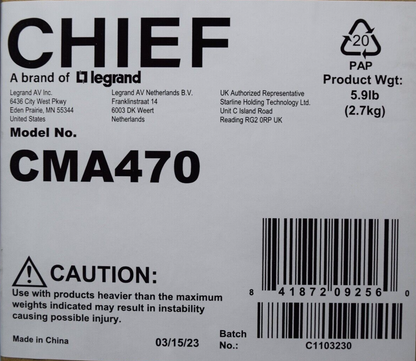 CHIEF
A brand of legrand
Legrand AV Inc.
6436 City West Pkwy
Eden Prairie, MN 55344
United States
Legrand AV Netherlands B.V.
Franklinstraat 14
6003 DK Weert
Netherlands
UK Authorized Representative
Starline Holding Technology Ltd.
Unit C Island Road
Reading RG2 0RP UK
20
PAP
Product Wgt:
5.9lb
(2.7kg)
Model No.
CMA470
CAUTION:
Use with products heavier than the maximum
weights indicated may result in instability
causing possible injury.
Made in China
03/15/23
8 41872 09256 0
Batch
No.:
C1103230